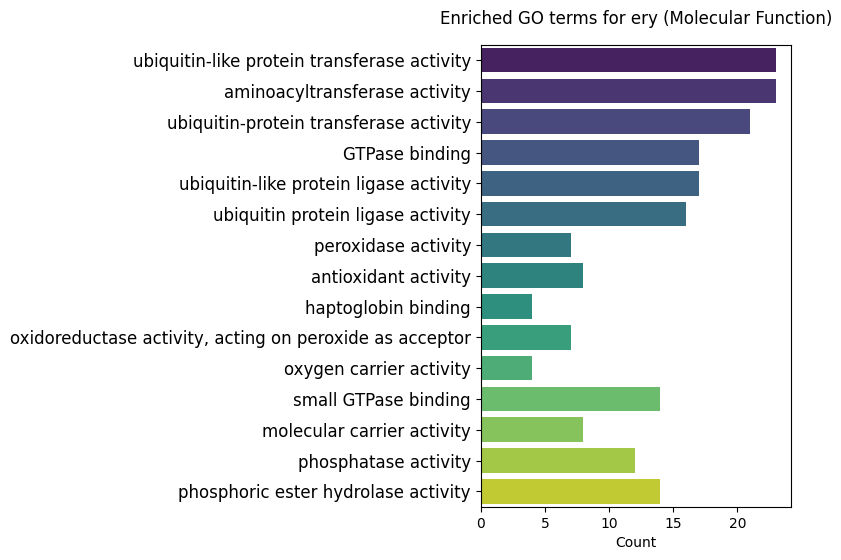 Enriched GO terms for ery (Molecular Function)
ubiquitin-like protein transferase activity
aminoacyltransferase activity
ubiquitin-protein transferase activity
GTPase binding
ubiquitin-like protein ligase activity
ubiquitin protein ligase activity
peroxidase activity
antioxidant activity
haptoglobin binding
oxidoreductase activity, acting on peroxide as acceptor
oxygen carrier activity
small GTPase binding
molecular carrier activity
phosphatase activity
phosphoric ester hydrolase activity
0 5 10 15 20
Count